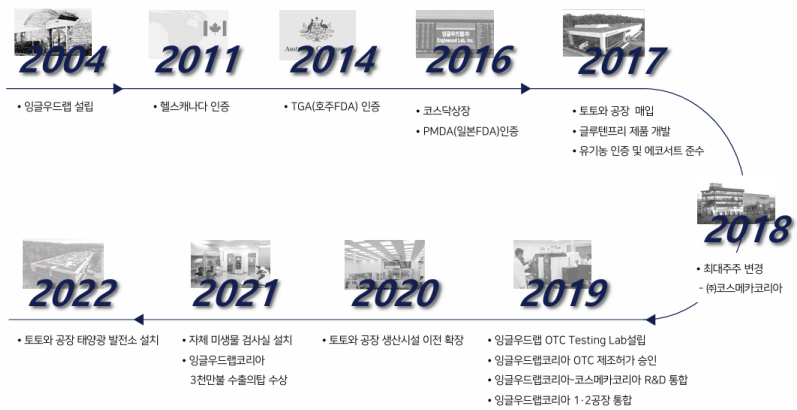 2004
• 잉글우드랩 설립
2011
• 헬스캐나다 인증
2014
• TGA(호주FDA) 인증
잉글우드랩㈜
Englewood Lab, Inc.
2016
• 코스닥상장
• PMDA(일본FDA)인증
2017
• 토토와 공장 매입
• 글루텐프리 제품 개발
• 유기농 인증 및 에코서트 준수
2018
• 최대주주 변경
- ㈜코스메카코리아
2019
• 잉글우드랩 OTC Testing Lab설립
• 잉글우드랩코리아 OTC 제조허가 승인
• 잉글우드랩코리아-코스메카코리아 R&D 통합
• 잉글우드랩코리아 1·2공장 통합
2020
• 토토와 공장 생산시설 이전 확장
2021
• 자체 미생물 검사실 설치
• 잉글우드랩코리아
3천만불 수출의탑 수상
2022
• 토토와 공장 태양광 발전소 설치